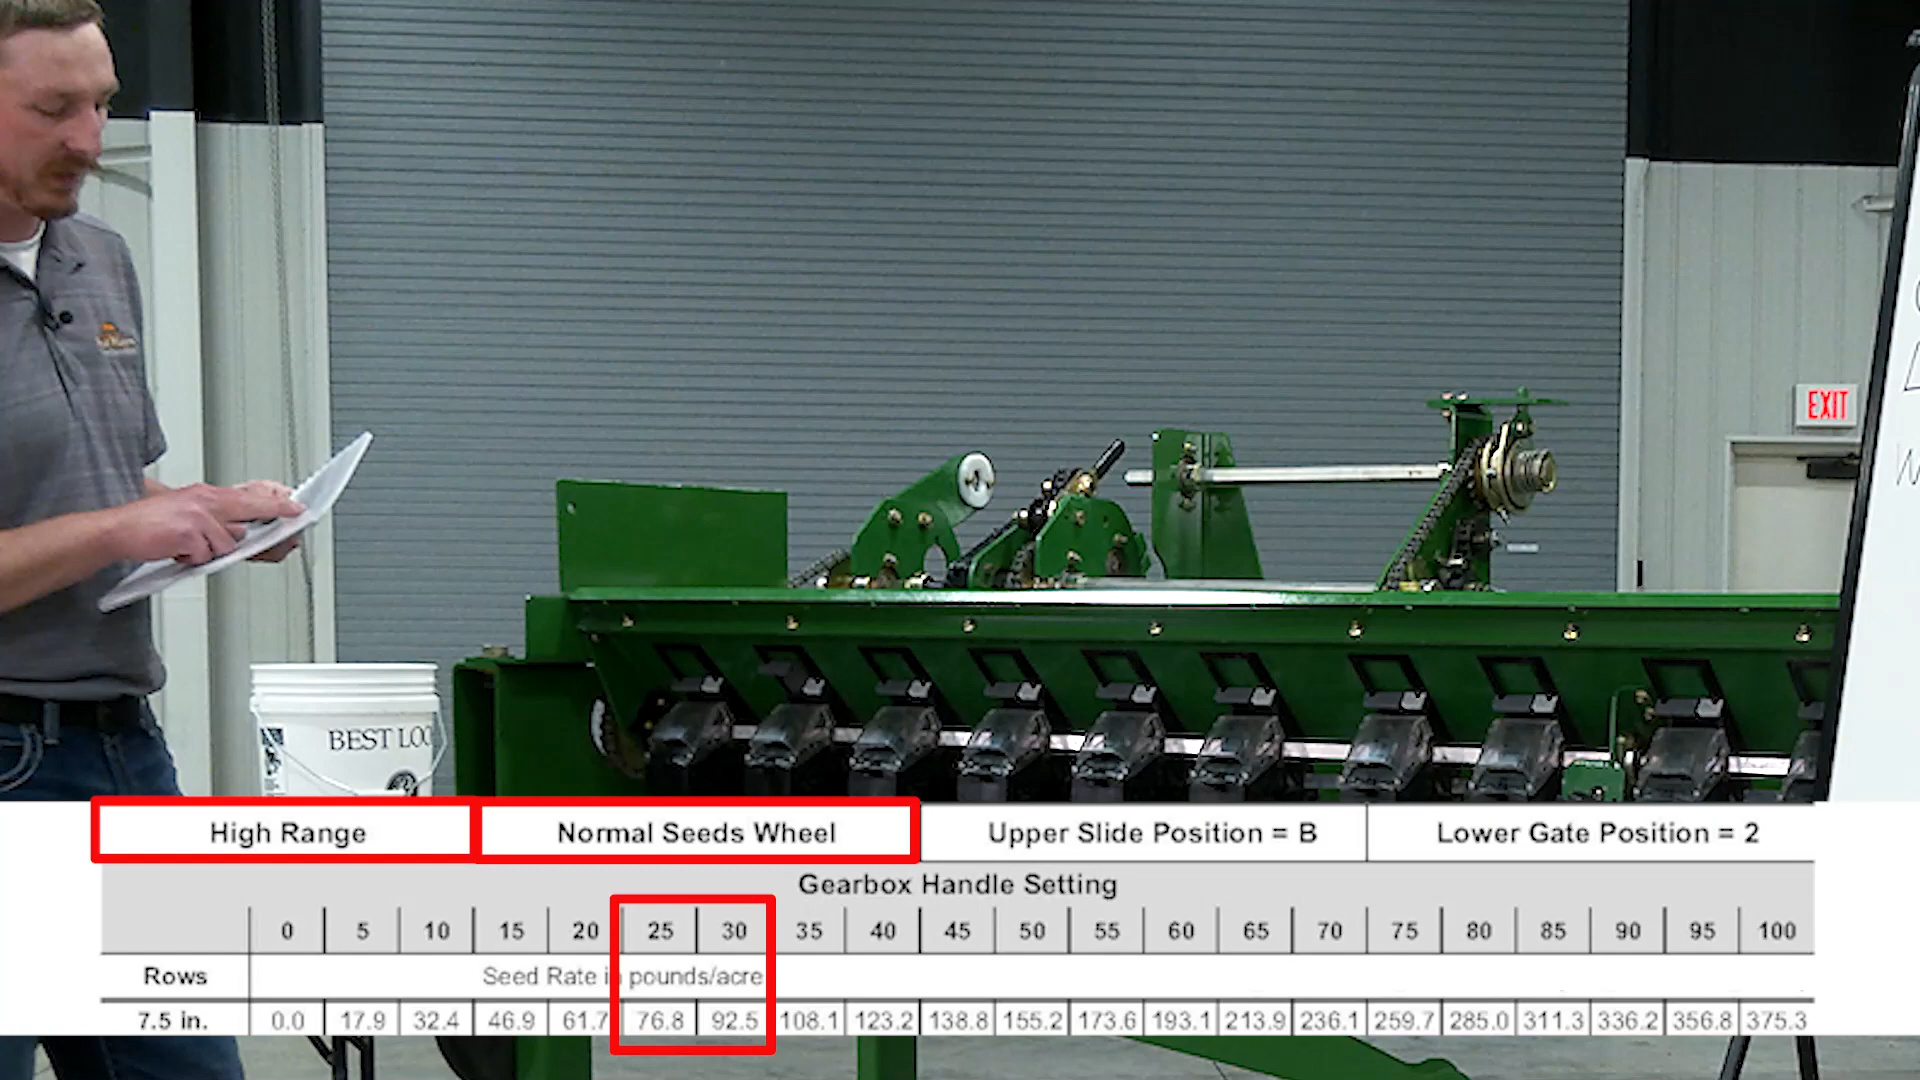 EXIT
BEST LO
High Range Normal Seeds Wheel Upper Slide Position = B Lower Gate Position = 2
Gearbox Handle Setting
0 5 10 15 20 25 30 35 40 45 50 55 60 65 70 75 80 85 90 95 100
Rows Seed Rate in pounds/acre
7.5 in. 0.0 17.9 32.4 46.9 61.7 76.8 92.5 108.1 123.2 138.8 155.2 173.6 193.1 213.9 236.1 259.7 285.0 311.3 336.2 356.8 375.3